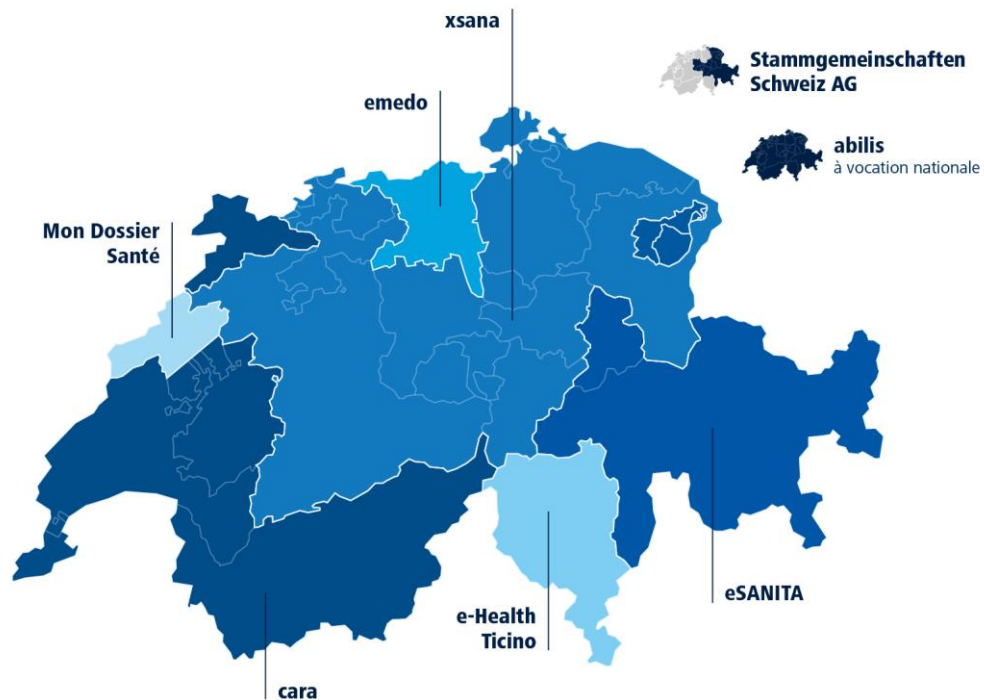 xsana
Stammgemeinschaften
Schweiz AG
emedo
abilis
à vocation nationale
Mon Dossier
Santé
eSANITA
e-Health
Ticino
cara